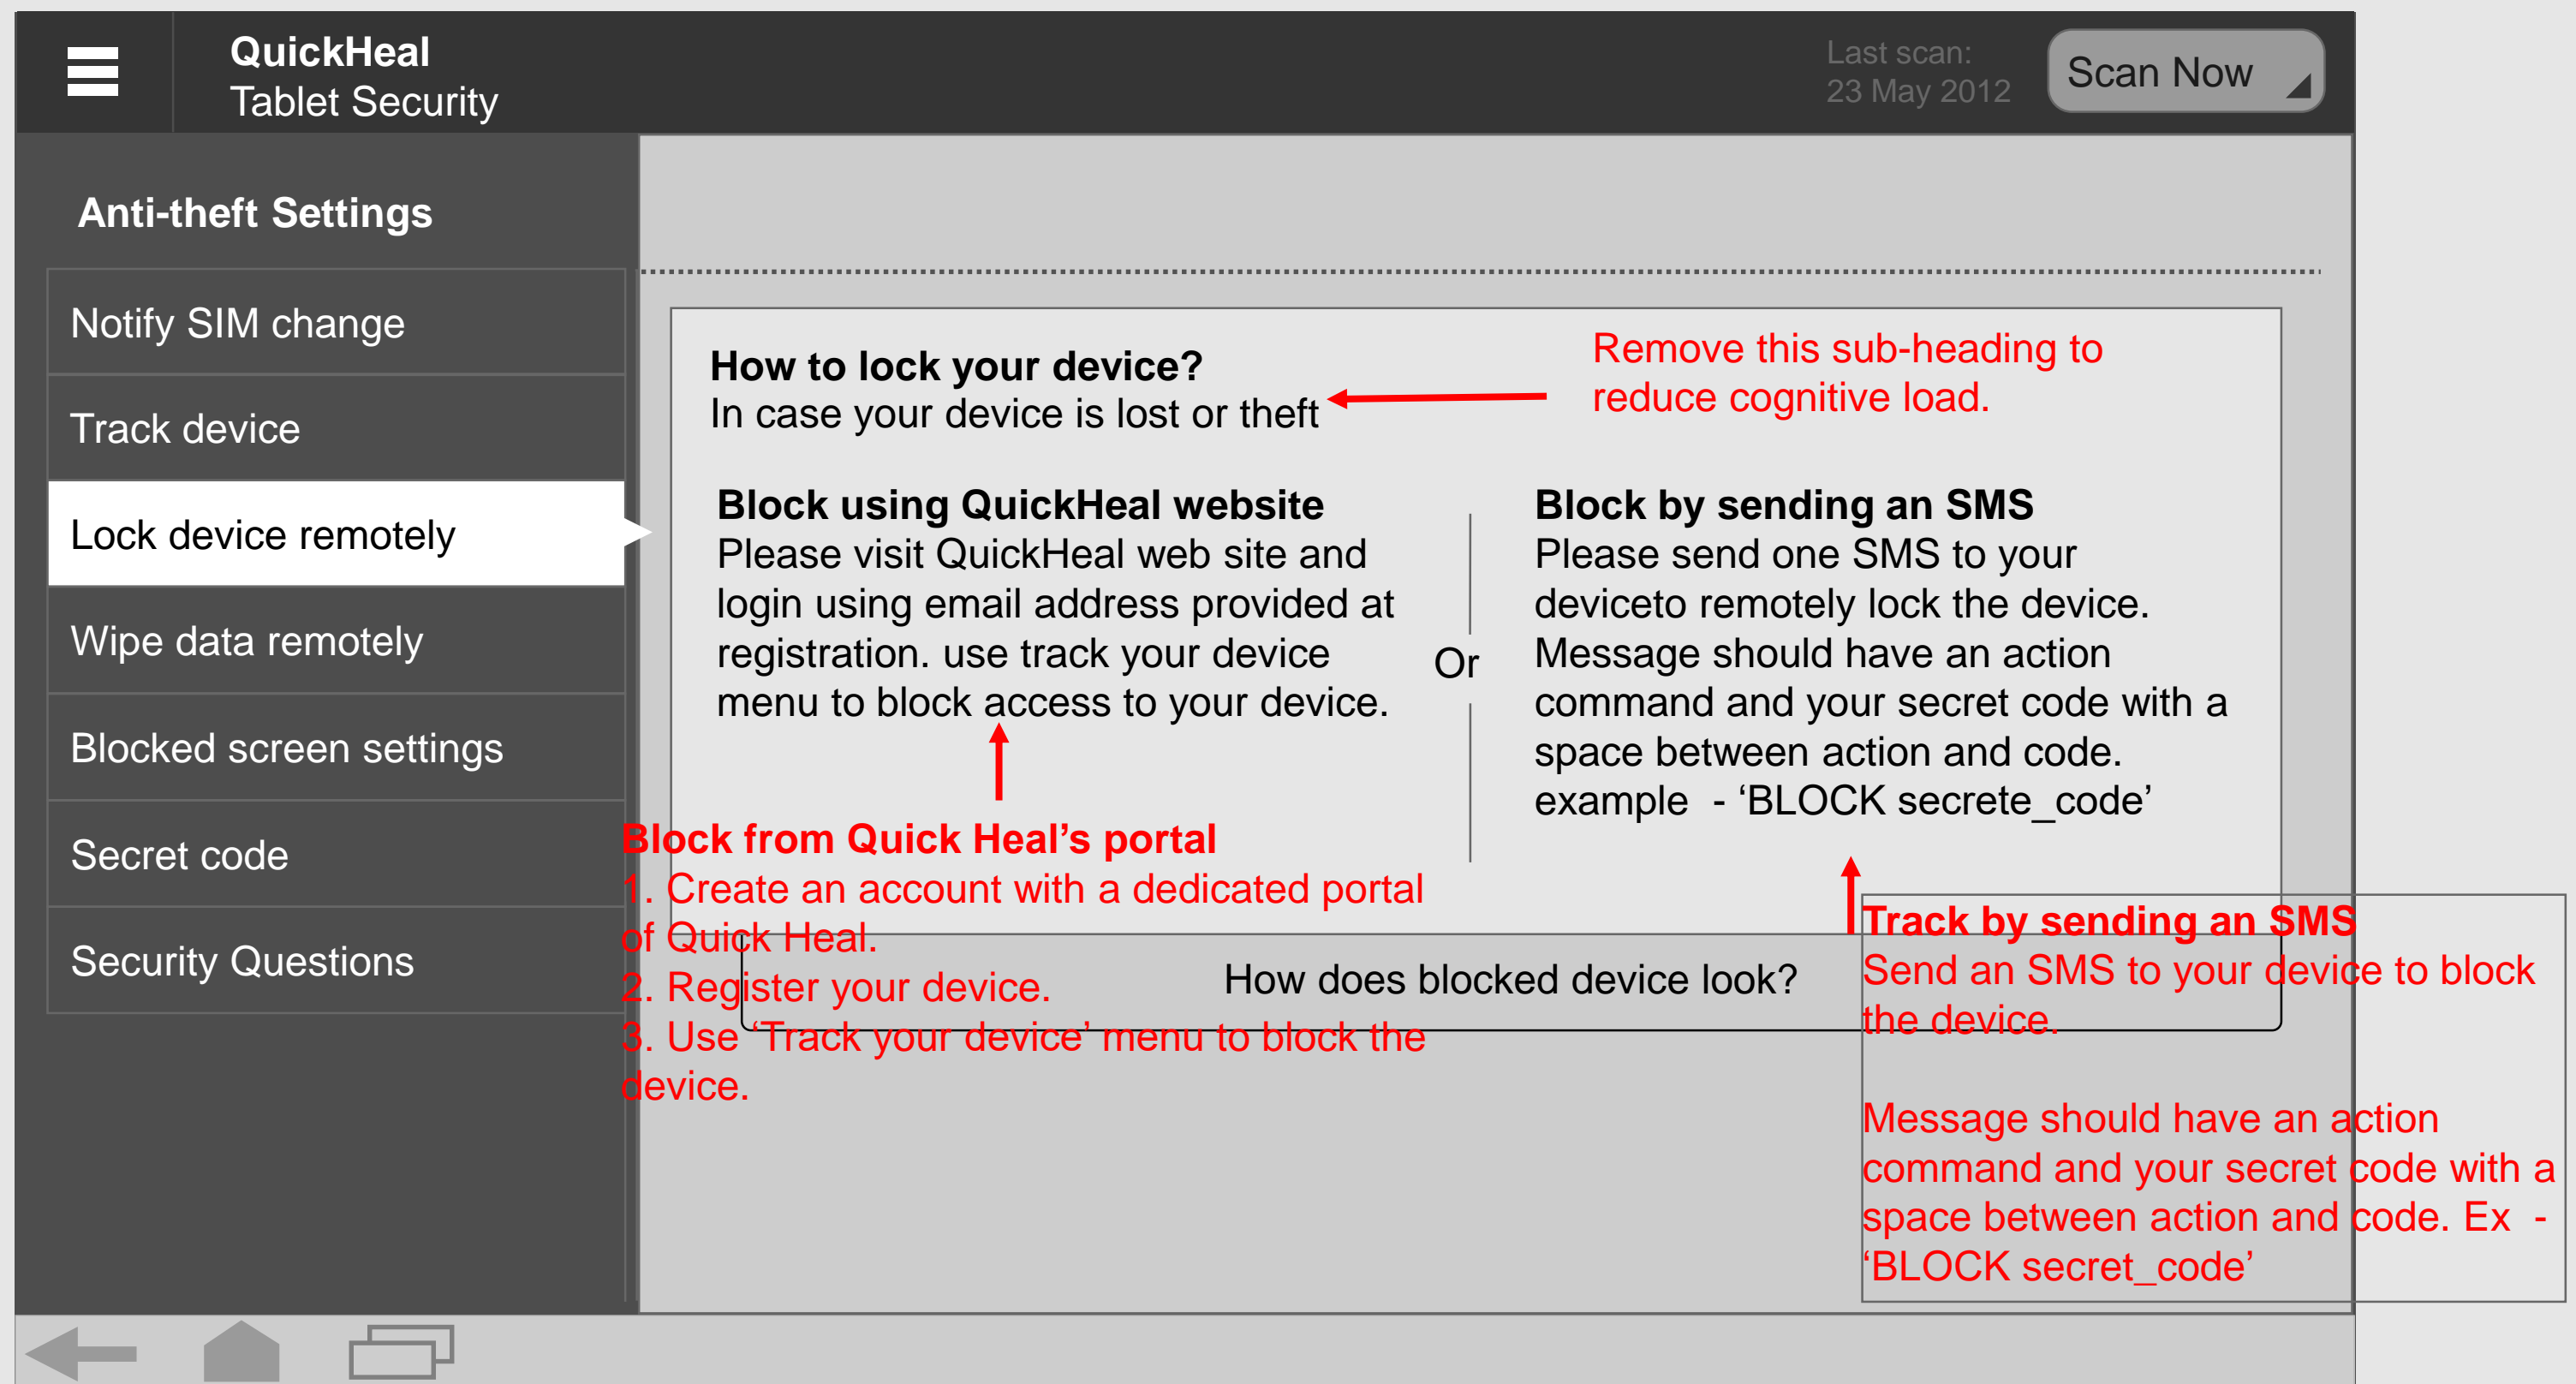 QuickHeal
Tablet Security
Last scan:
23 May 2012
Scan Now
Anti-theft Settings
Notify SIM change
Track device
Lock device remotely
Wipe data remotely
Blocked screen settings
Secret code
Security Questions
How to lock your device?
In case your device is lost or theft
Remove this sub-heading to
reduce cognitive load.
Block using QuickHeal website
Please visit QuickHeal web site and
login using email address provided at
registration. use track your device
menu to block access to your device.
Or
Block by sending an SMS
Please send one SMS to your
deviceto remotely lock the device.
Message should have an action
command and your secret code with a
space between action and code.
example  - ‘BLOCK secrete_code’
Block from Quick Heal’s portal
1. Create an account with a dedicated portal
of Quick Heal.
2. Register your device.
3. Use ‘Track your device’ menu to block the
device.
How does blocked device look?
Track by sending an SMS
Send an SMS to your device to block
the device.
Message should have an action
command and your secret code with a
space between action and code. Ex  -
‘BLOCK secret_code’